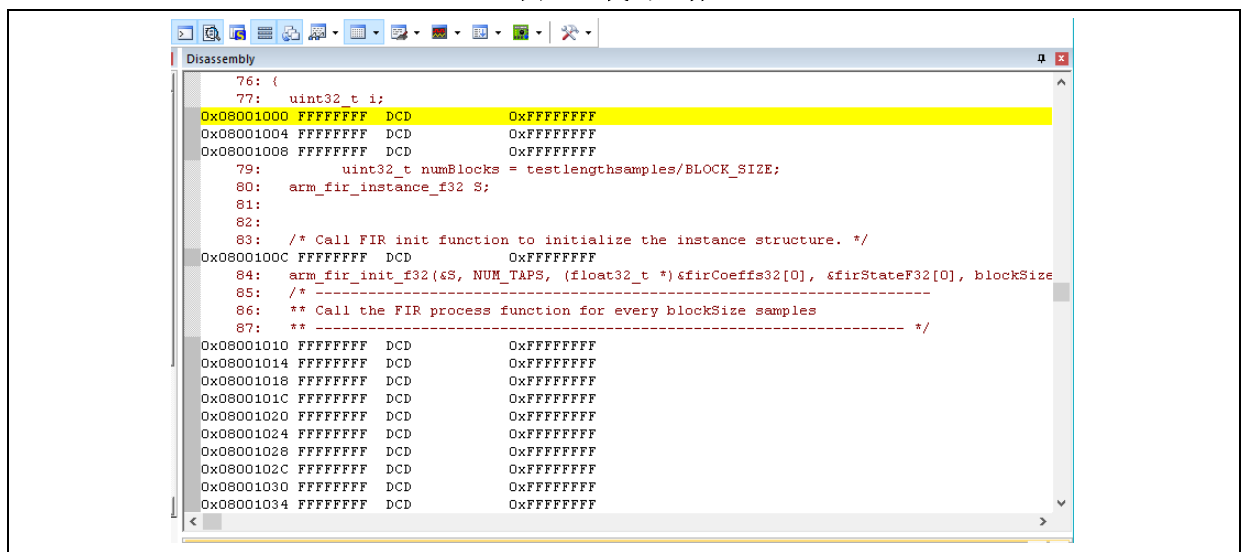 Disassembly
76: {
77: uint32_t i;
0x08001000 FFFFFFFF DCD 0xFFFFFFFF
0x08001004 FFFFFFFF DCD 0xFFFFFFFF
0x08001008 FFFFFFFF DCD 0xFFFFFFFF
79: uint32_t numBlocks = testlengthsamples/BLOCK_SIZE;
80: arm_fir_instance_f32 S;
81:
82:
83: /* Call FIR init function to initialize the instance structure. */
0x0800100C FFFFFFFF DCD 0xFFFFFFFF
84: arm_fir_init_f32(&S, NUM_TAPS, (float32_t *)&firCoeffs32[0], &firStateF32[0], blockSize
85: /* ----------------------------------------------------------------------
86: ** Call the FIR process function for every blockSize samples
87: ** ------------------------------------------------------------------- */
0x08001010 FFFFFFFF DCD 0xFFFFFFFF
0x08001014 FFFFFFFF DCD 0xFFFFFFFF
0x08001018 FFFFFFFF DCD 0xFFFFFFFF
0x0800101C FFFFFFFF DCD 0xFFFFFFFF
0x08001020 FFFFFFFF DCD 0xFFFFFFFF
0x08001024 FFFFFFFF DCD 0xFFFFFFFF
0x08001028 FFFFFFFF DCD 0xFFFFFFFF
0x0800102C FFFFFFFF DCD 0xFFFFFFFF
0x08001030 FFFFFFFF DCD 0xFFFFFFFF
0x08001034 FFFFFFFF DCD 0xFFFFFFFF